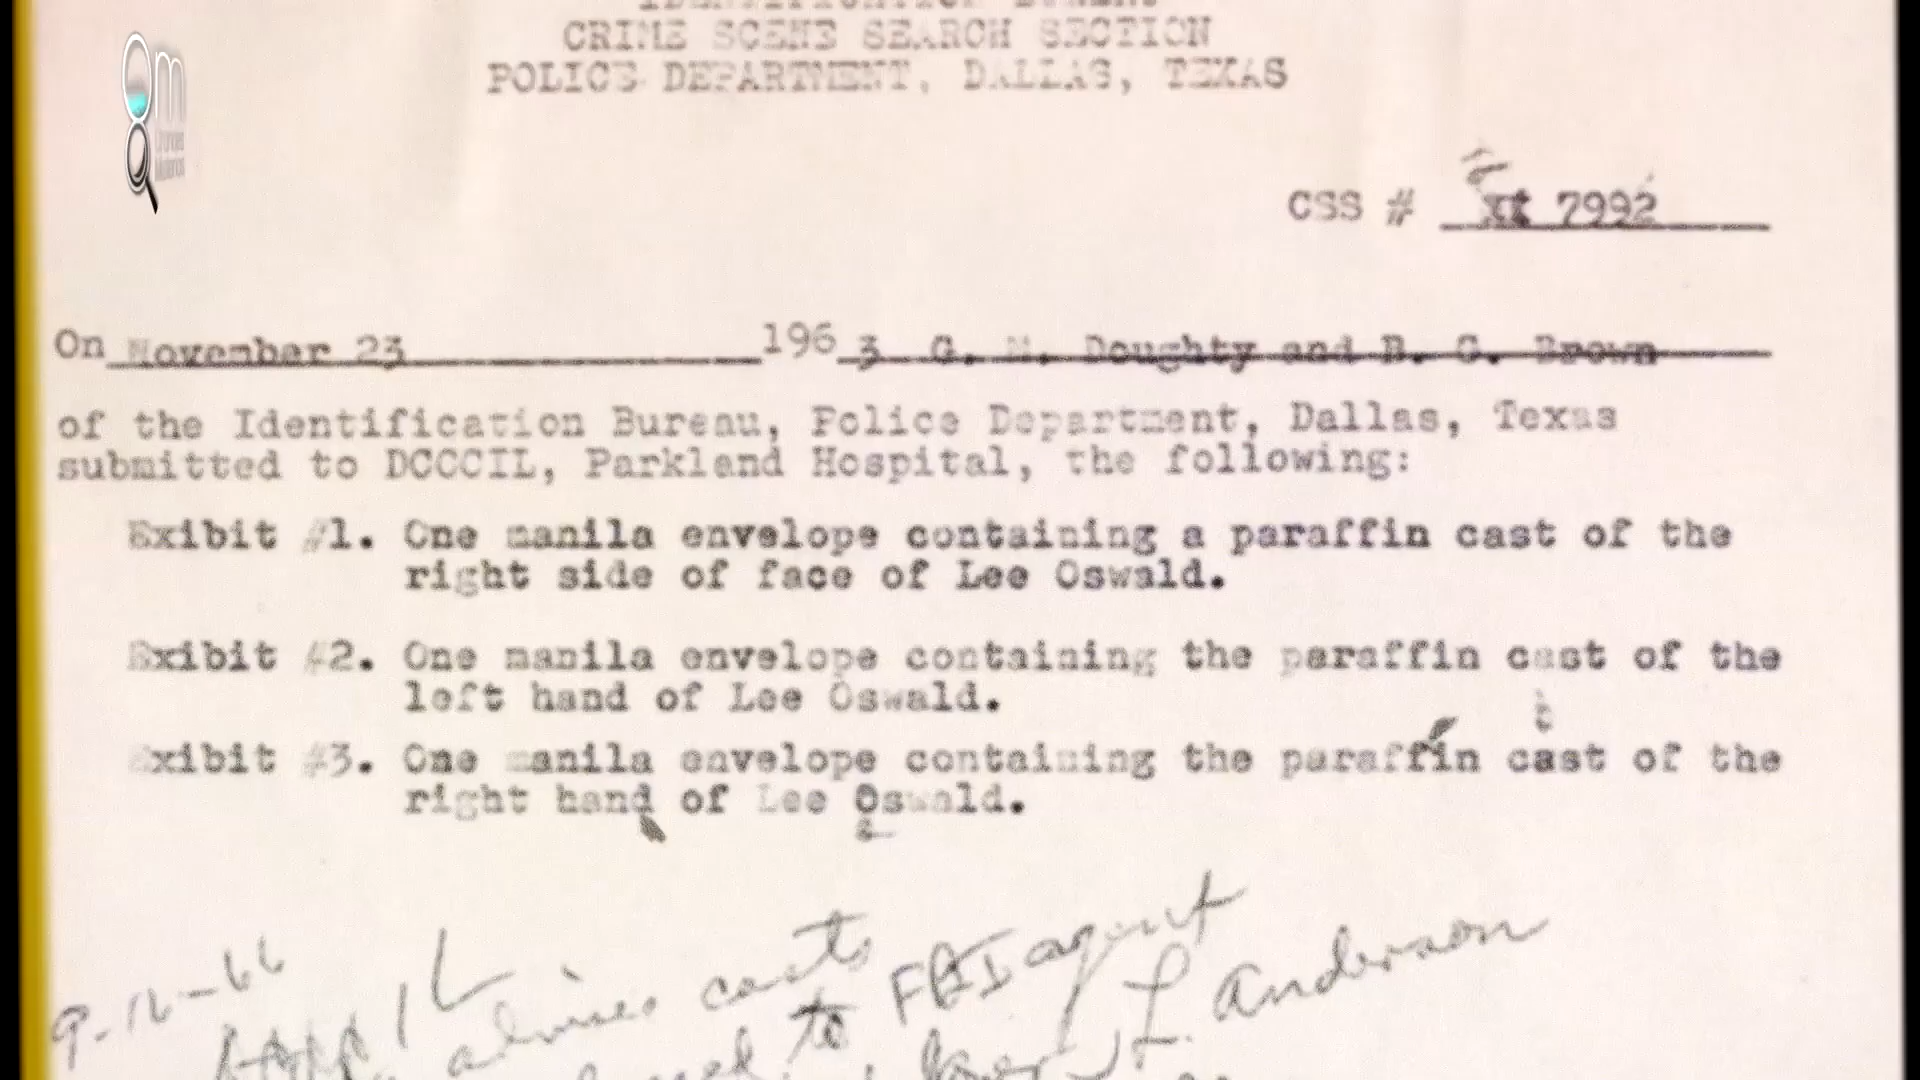 CRIME SCENE SEARCH SECTION
POLICE DEPARTMENT, DALLAS, TEXAS
m
CSS # 7992
On November 23 1963 G. M. Doughty and B. G. Brown
of the Identification Bureau, Police Department, Dallas, Texas
submitted to DCCCIL, Parkland Hospital, the following:
Exibit #1. One manila envelope containing a paraffin cast of the
right side of face of Lee Oswald.
Exibit #2. One manila envelope containing the paraffin cast of the
left hand of Lee Oswald.
Exibit #3. One manila envelope containing the paraffin cast of the
right hand of Lee Oswald.
9-16-66
advises casts
to FBI agent
L. Anderson